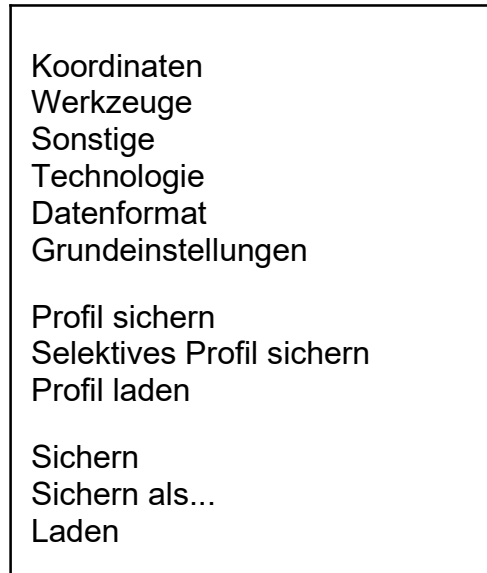 Koordinaten
Werkzeuge
Sonstige
Technologie
Datenformat
Grundeinstellungen
Profil sichern
Selektives Profil sichern
Profil laden
Sichern
Sichern als...
Laden